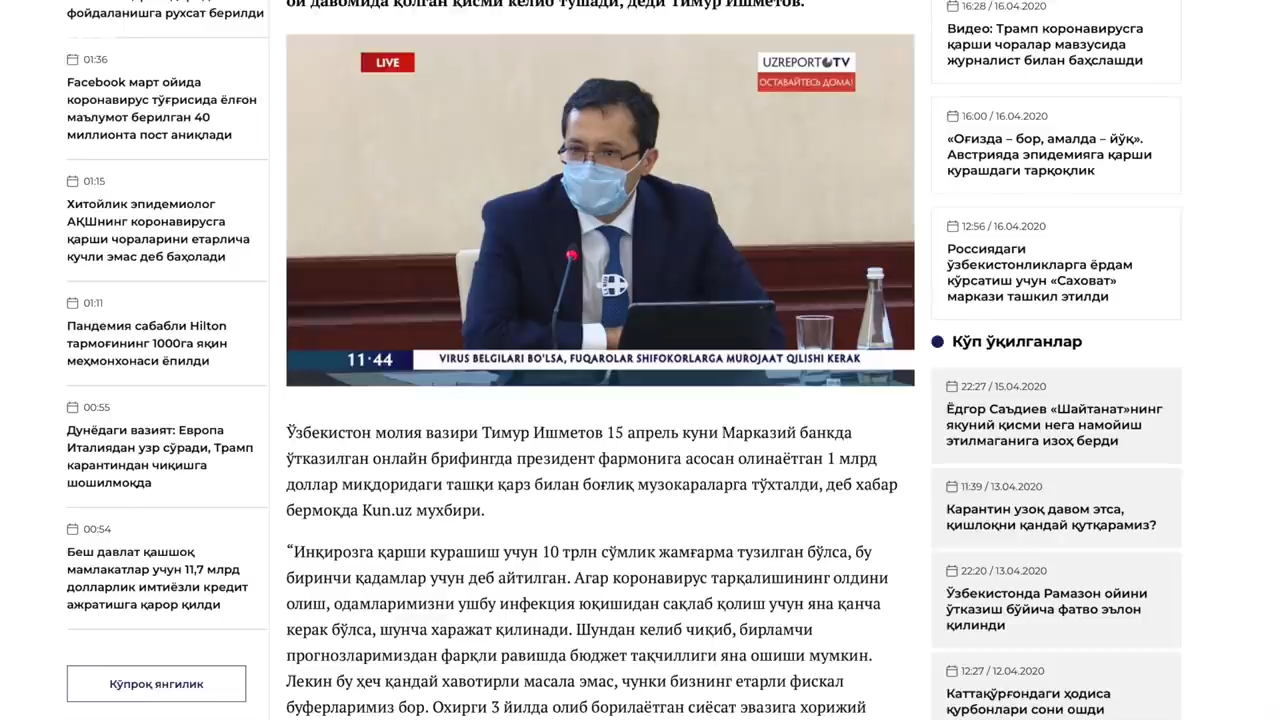 фойдаланишга рухсат берилди
01:36
Facebook март ойида
коронавирус тўғрисида ёлғон
маълумот берилган 40
миллионта пост аниқлади
01:15
Хитойлик эпидемиолог
АҚШнинг коронавирусга
қарши чораларини етарлича
кучли эмас деб баҳолади
01:11
Пандемия сабабли Hilton
тармоғининг 1000га яқин
меҳмонхонаси ёпилди
00:55
Дунёдаги вазият: Европа
Италиядан узр сўради, Трамп
карантиндан чиқишга
шошилмоқда
00:54
Беш давлат қашшоқ
мамлакатлар учун 11,7 млрд
долларлик имтиёзли кредит
ажратишга қарор қилди
Кўпроқ янгилик
ой давомида қолган қисми келиб тушади, деди Тимур Ишметов.
LIVE
UZREPORT TV
ОСТАВАЙТЕСЬ ДОМА!
11:44
VIRUS BELGILARI BO'LSA, FUQAROLAR SHIFOKORLARGA MUROJAAT QILISHI KERAK
Ўзбекистон молия вазири Тимур Ишметов 15 апрель куни Марказий банкда
ўтказилган онлайн брифингда президент фармонига асосан олинаётган 1 млрд
доллар миқдоридаги ташқи қарз билан боғлиқ музокараларга тўхталди, деб хабар
бермоқда Kun.uz мухбири.
“Инқирозга қарши курашиш учун 10 трлн сўмлик жамғарма тузилган бўлса, бу
биринчи қадамлар учун деб айтилган. Агар коронавирус тарқалишининг олдини
олиш, одамларимизни ушбу инфекция юқишидан сақлаб қолиш учун яна қанча
керак бўлса, шунча харажат қилинади. Шундан келиб чиқиб, бирламчи
прогнозларимиздан фарқли равишда бюджет тақчиллиги яна ошиши мумкин.
Лекин бу ҳеч қандай хавотирли масала эмас, чунки бизнинг етарли фискал
буферларимиз бор. Охирги 3 йилда олиб борилаётган сиёсат эвазига хорижий
16:28 / 16.04.2020
Видео: Трамп коронавирусга
қарши чоралар мавзусида
журналист билан баҳслашди
16:00 / 16.04.2020
«Оғизда – бор, амалда – йўқ».
Австрияда эпидемияга қарши
курашдаги тарқоқлик
12:56 / 16.04.2020
Россиядаги
ўзбекистонликларга ёрдам
кўрсатиш учун «Саховат»
маркази ташкил этилди
Кўп ўқилганлар
22:27 / 15.04.2020
Ёдгор Саъдиев «Шайтанат»нинг
якуний қисми нега намойиш
этилмаганига изоҳ берди
11:39 / 13.04.2020
Карантин узоқ давом этса,
қишлоқни қандай қутқарамиз?
22:20 / 13.04.2020
Ўзбекистонда Рамазон ойини
ўтказиш бўйича фатво эълон
қилинди
12:27 / 12.04.2020
Каттақўрғондаги ҳодиса
қурбонлари сони ошди